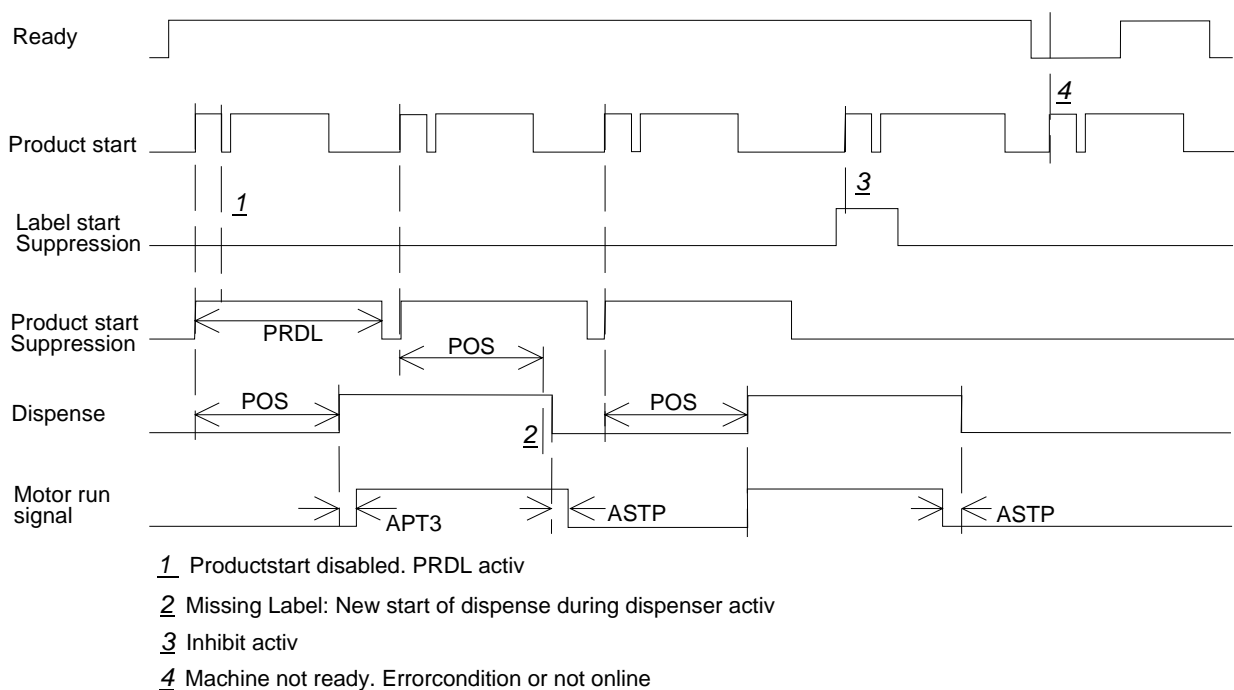 Ready
4
Product start
3
1
Label start
Suppression
Product start
Suppression
PRDL
POS
Dispense
POS
POS
2
Motor run
signal
APT3
ASTP
ASTP
1 Productstart disabled. PRDL activ
2 Missing Label: New start of dispense during dispenser activ
3 Inhibit activ
4 Machine not ready. Errorcondition or not online